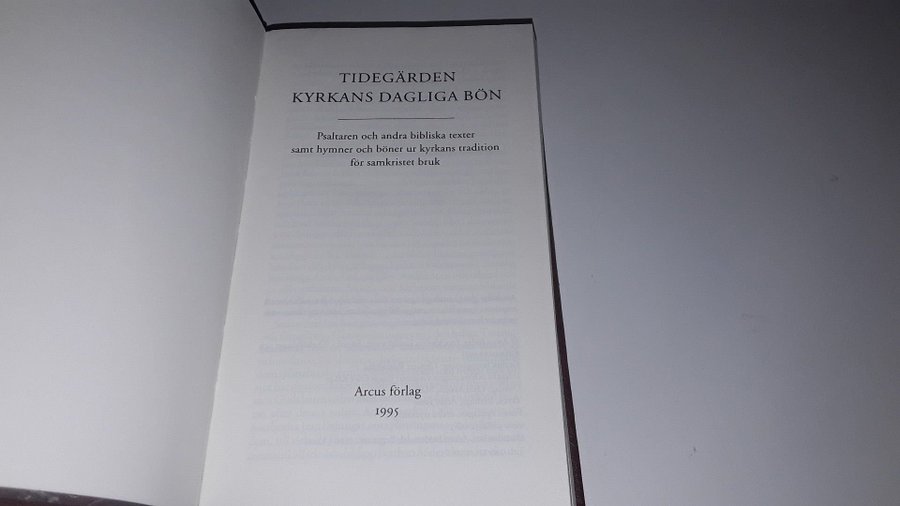 TIDEGÄRDEN
KYRKANS DAGLIGA BÖN
Psaltaren och andra bibliska texter
samt hymner och böner ur kyrkans tradition
för samkristet bruk
Arcus förlag
1995